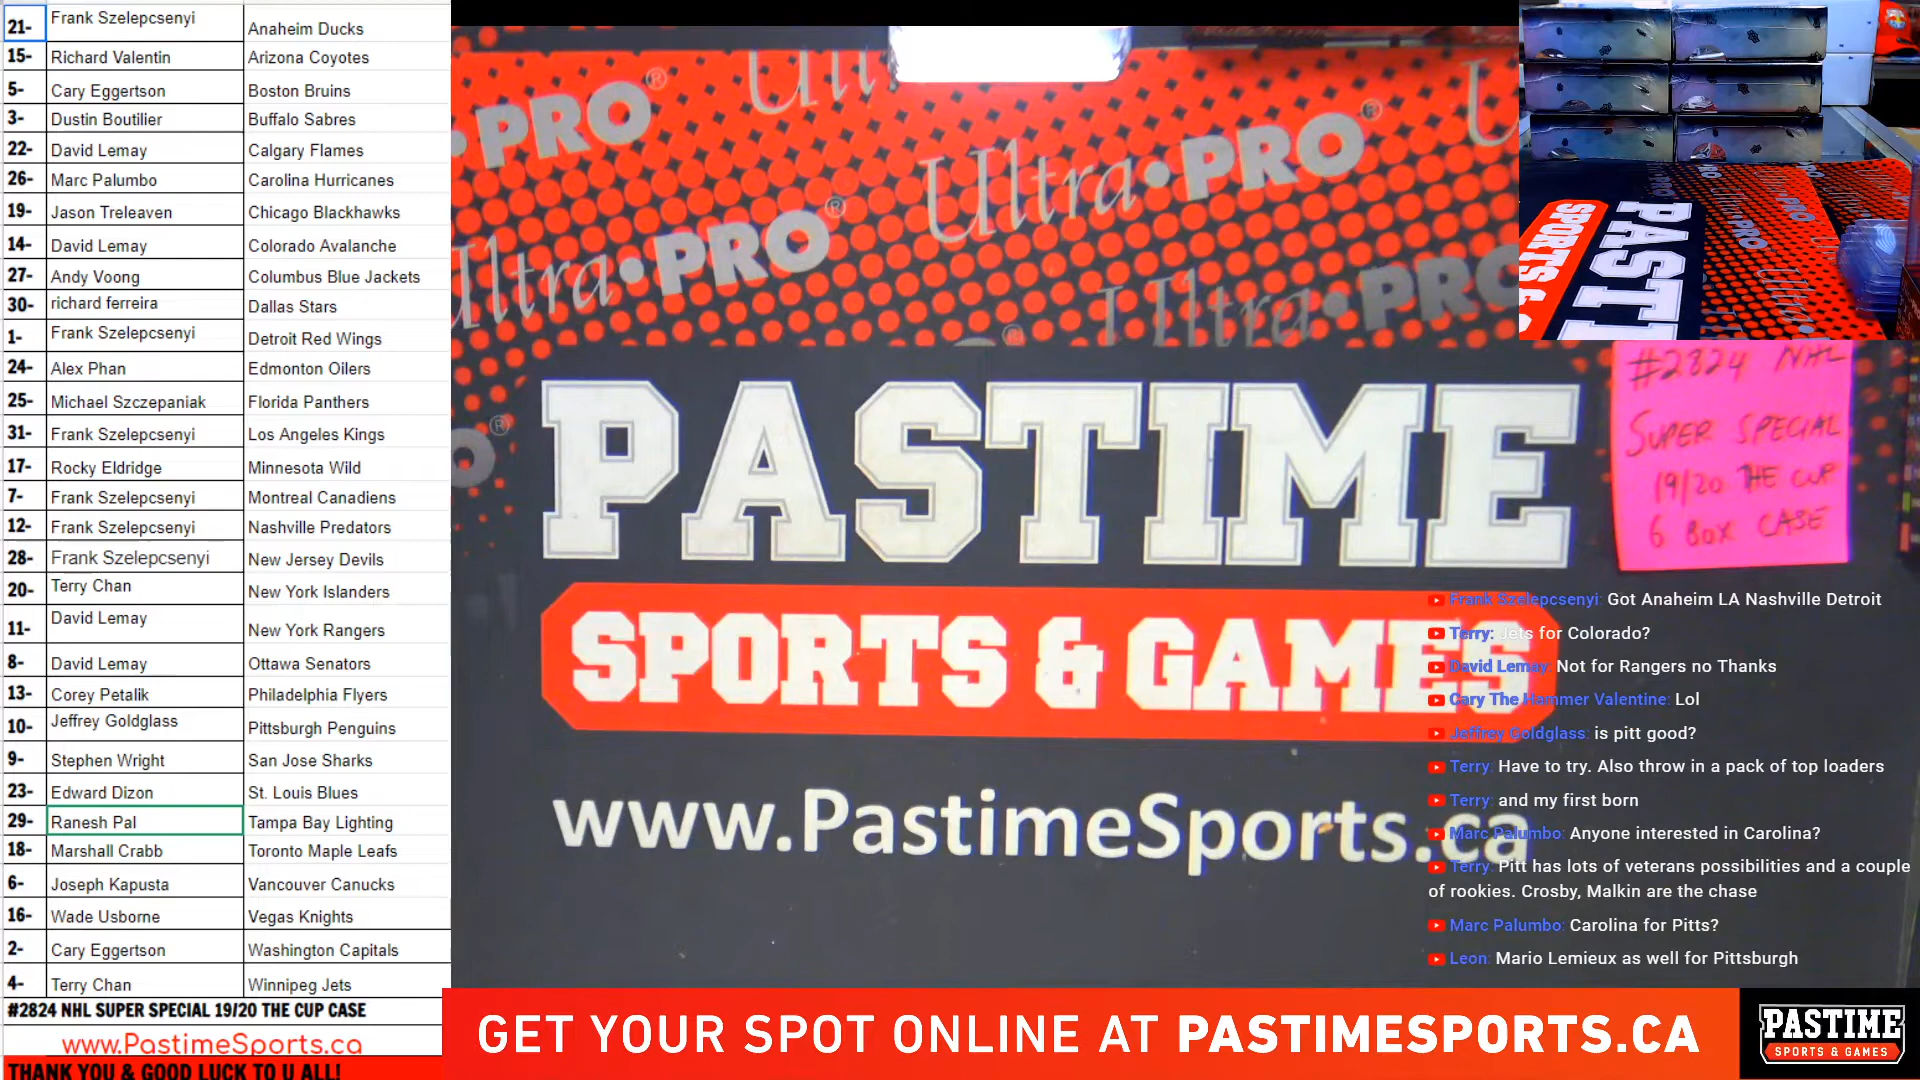 21- Frank Szelepcsenyi Anaheim Ducks
15- Richard Valentin Arizona Coyotes
5- Cary Eggertson Boston Bruins
3- Dustin Boutilier Buffalo Sabres
22- David Lemay Calgary Flames
26- Marc Palumbo Carolina Hurricanes
19- Jason Treleaven Chicago Blackhawks
14- David Lemay Colorado Avalanche
27- Andy Voong Columbus Blue Jackets
30- richard ferreira Dallas Stars
1- Frank Szelepcsenyi Detroit Red Wings
24- Alex Phan Edmonton Oilers
25- Michael Szczepaniak Florida Panthers
31- Frank Szelepcsenyi Los Angeles Kings
17- Rocky Eldridge Minnesota Wild
7- Frank Szelepcsenyi Montreal Canadiens
12- Frank Szelepcsenyi Nashville Predators
28- Frank Szelepcsenyi New Jersey Devils
20- Terry Chan New York Islanders
11- David Lemay New York Rangers
8- David Lemay Ottawa Senators
13- Corey Petalik Philadelphia Flyers
10- Jeffrey Goldglass Pittsburgh Penguins
9- Stephen Wright San Jose Sharks
23- Edward Dizon St. Louis Blues
29- Ranesh Pal Tampa Bay Lighting
18- Marshall Crabb Toronto Maple Leafs
6- Joseph Kapusta Vancouver Canucks
16- Wade Usborne Vegas Knights
2- Cary Eggertson Washington Capitals
4- Terry Chan Winnipeg Jets
#2824 NHL SUPER SPECIAL 19/20 THE CUP CASE
www.PastimeSports.ca
THANK YOU & GOOD LUCK TO U ALL!
•PRO® Ul
Ultra•PRO®
Ultra•PRO®
Ultra•PRO
PASTIME
SPORTS & GAMES
www.PastimeSports.ca
PAST
SPORTS &
PRO
PRO
#2824 NHL
SUPER SPECIAL
19/20 THE CUP
6 BOX CASE
Frank Szelepcsenyi: Got Anaheim LA Nashville Detroit
Terry: Jets for Colorado?
David Lemay: Not for Rangers no Thanks
Cary The Hammer Valentine: Lol
Jeffrey Goldglass: is pitt good?
Terry: Have to try. Also throw in a pack of top loaders
Terry: and my first born
Marc Palumbo: Anyone interested in Carolina?
Terry: Pitt has lots of veterans possibilities and a couple
of rookies. Crosby, Malkin are the chase
Marc Palumbo: Carolina for Pitts?
Leon: Mario Lemieux as well for Pittsburgh
GET YOUR SPOT ONLINE AT PASTIMESPORTS.CA
PASTIME
SPORTS & GAMES